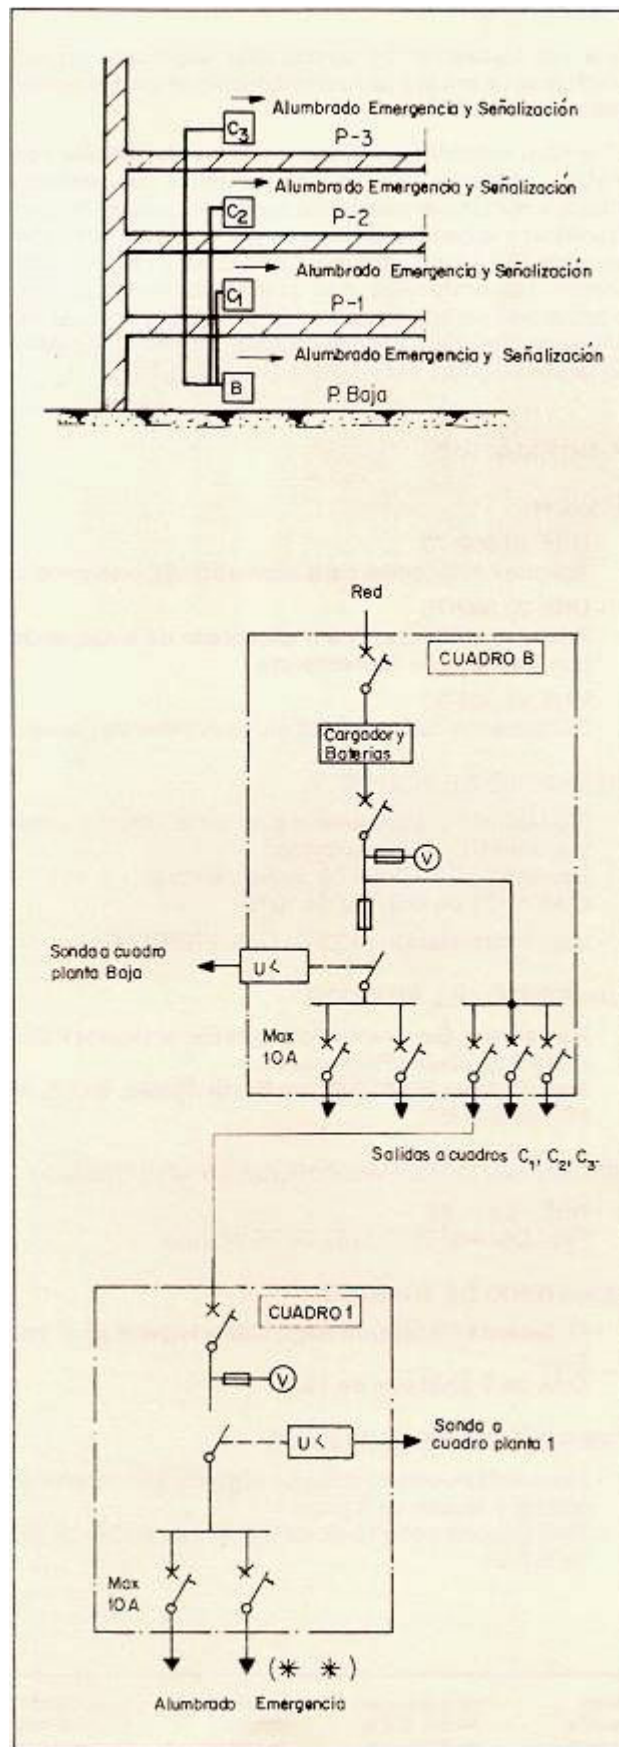 Alumbrado Emergencia y Señalización
C3
P-3
Alumbrado Emergencia y Señalización
C2
P-2
Alumbrado Emergencia y Señalización
C1
P-1
Alumbrado Emergencia y Señalización
B
P. Baja
Red
CUADRO B
Cargador y
Baterias
V
Sonda a cuadro
planta Baja
U<
Max
10A
Salidas a cuadros C1, C2, C3.
CUADRO 1
V
U<
Sonda a
cuadro planta 1
Max
10A
(* *)
Alumbrado Emergencia